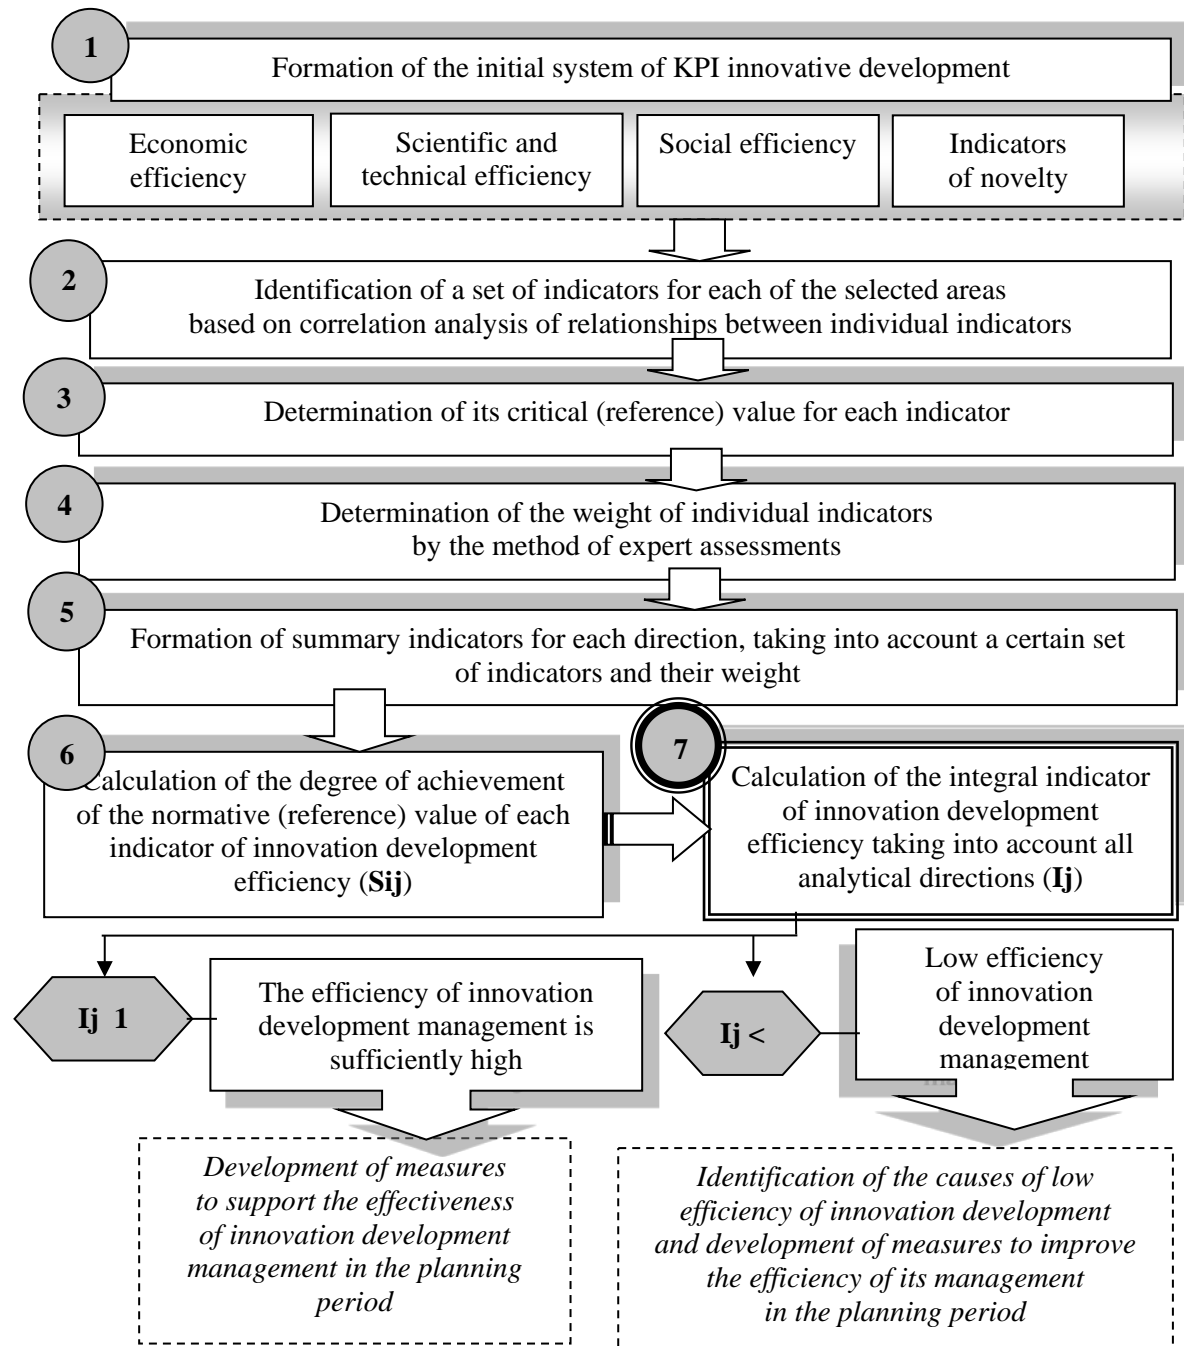 1
Formation of the initial system of KPI innovative development
Economic
efficiency
Scientific and
technical efficiency
Social efficiency
Indicators
of novelty
2
Identification of a set of indicators for each of the selected areas
based on correlation analysis of relationships between individual indicators
3
Determination of its critical (reference) value for each indicator
4
Determination of the weight of individual indicators
by the method of expert assessments
5
Formation of summary indicators for each direction, taking into account a certain set
of indicators and their weight
6
Calculation of the degree of achievement
of the normative (reference) value of each
indicator of innovation development
efficiency (Sij)
7
Calculation of the integral indicator
of innovation development
efficiency taking into account all
analytical directions (Ij)
Ij 1
The efficiency of innovation
development management is
sufficiently high
Ij <
Low efficiency
of innovation
development
management
Development of measures
to support the effectiveness
of innovation development
management in the planning
period
Identification of the causes of low
efficiency of innovation development
and development of measures to improve
the efficiency of its management
in the planning period